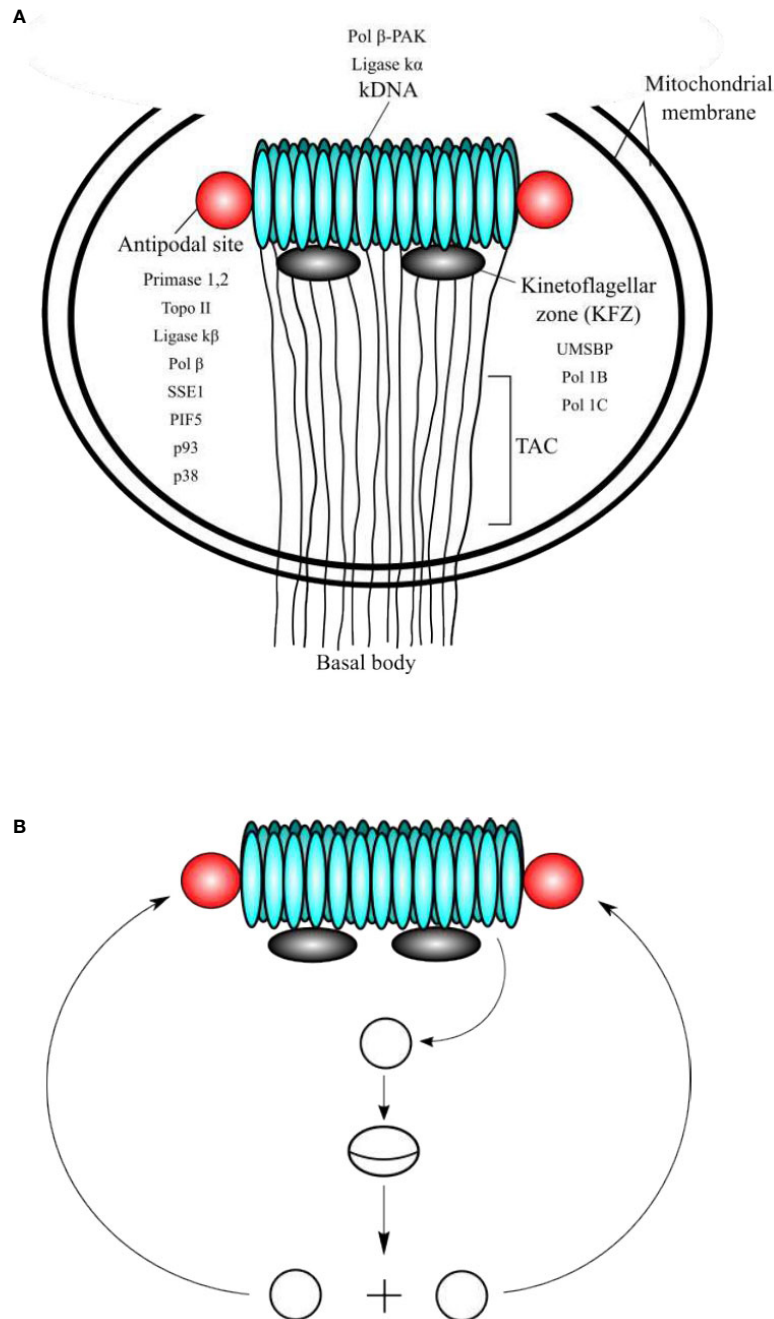 A
Pol β-PAK
Ligase kα
kDNA
Mitochondrial
membrane
Antipodal site
Primase 1,2
Topo II
Ligase kβ
Pol β
SSE1
PIF5
p93
p38
Kinetoflagellar
zone (KFZ)
UMSBP
Pol 1B
Pol 1C
TAC
Basal body
B
+